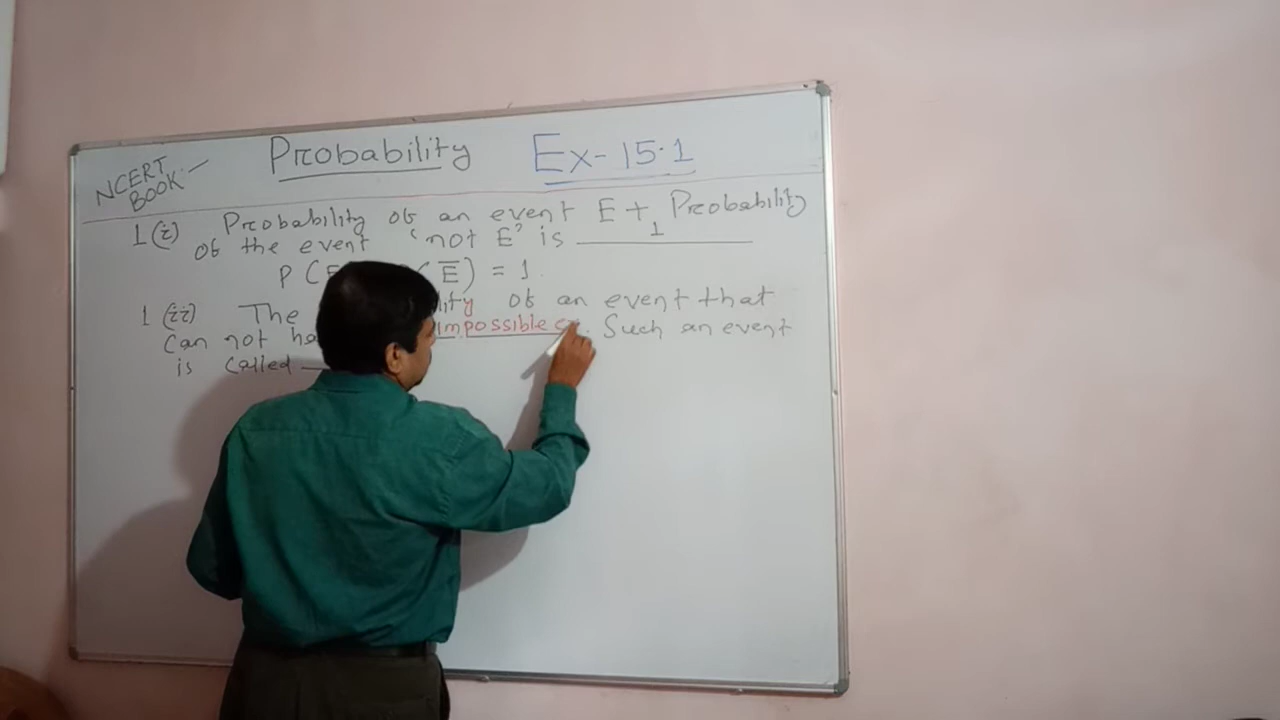 NCERT BOOK:- Probability Ex-15.1
1(i) Probability of an event E + Probability
of the event 'not E' is 1
P( E ) = 1.
1 (ii) The of an event that
can not impossible . Such an event
is called